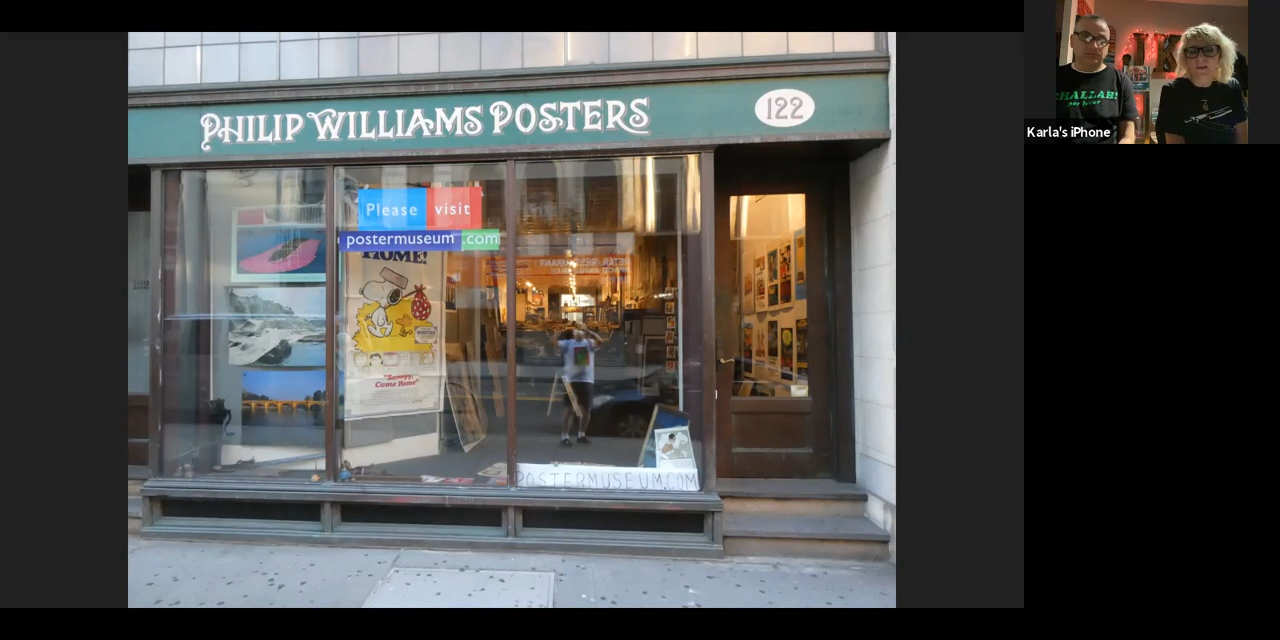 PHILIP WILLIAMS POSTERS
122
Please visit
postermuseum.com
HOME!
"Snoopy,
Come Home"
POSTERMUSEUM.COM
CHALLAH!
Karla's iPhone